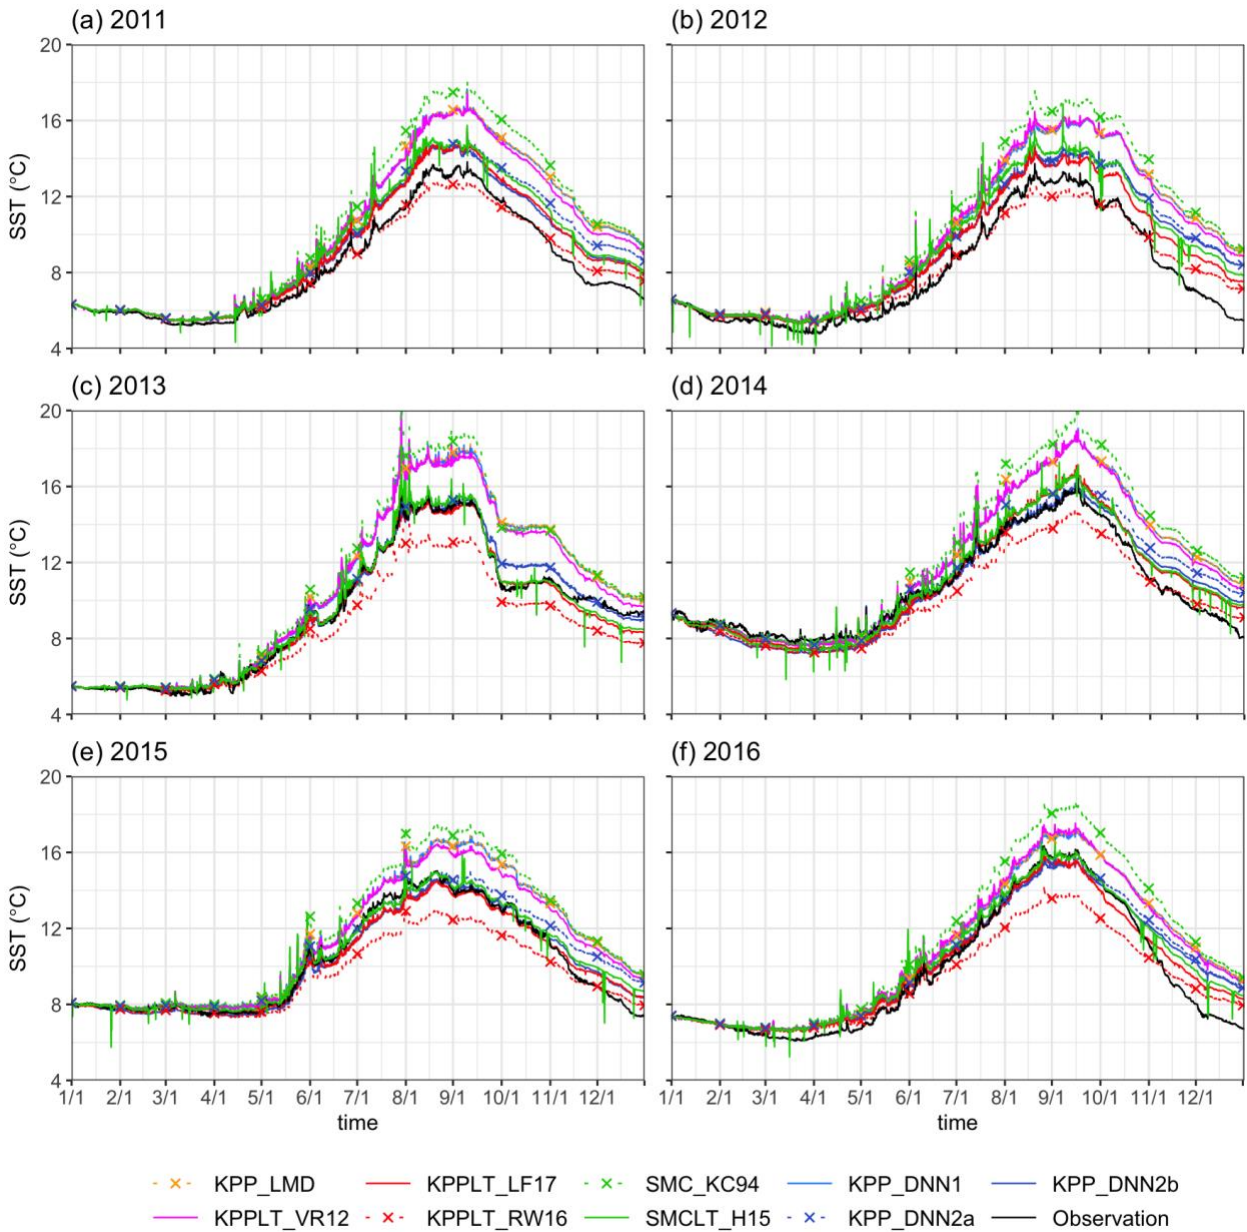 (a) 2011
(b) 2012
20
16
12
8
4
SST (°C)
(c) 2013
(d) 2014
20
16
12
8
4
SST (°C)
(e) 2015
(f) 2016
20
16
12
8
4
SST (°C)
1/1 2/1 3/1 4/1 5/1 6/1 7/1 8/1 9/1 10/1 11/1 12/1
1/1 2/1 3/1 4/1 5/1 6/1 7/1 8/1 9/1 10/1 11/1 12/1
time
time
KPP_LMD KPPLT_LF17 SMC_KC94 KPP_DNN1 KPP_DNN2b
KPPLT_VR12 KPPLT_RW16 SMCLT_H15 KPP_DNN2a Observation